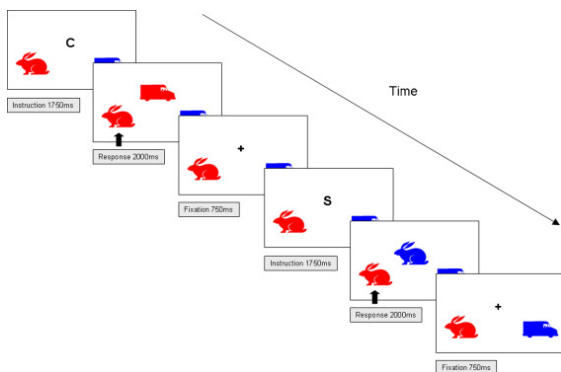 C
Instruction 1750ms
Time
Response 2000ms
+
Fixation 750ms
S
Instruction 1750ms
Response 2000ms
+
Fixation 750ms